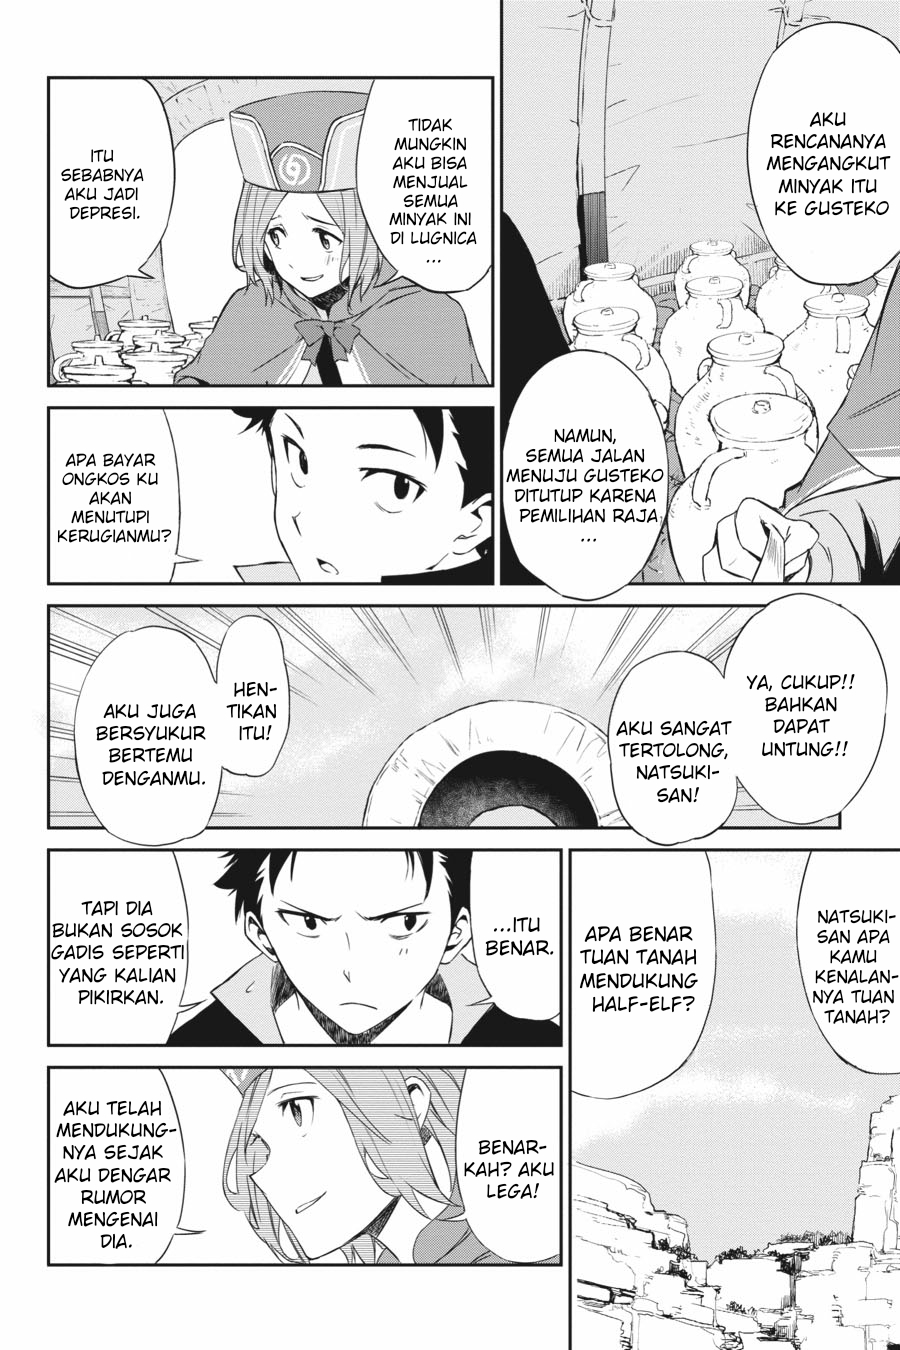 AKU
RENCANANYA
MENGANGKUT
MINYAK ITU
KE GUSTEKO
NAMUN,
SEMUA JALAN
MENUJU GUSTEKO
DITUTUP KARENA
PEMILIHAN RAJA
...
TIDAK
MUNGKIN
AKU BISA
MENJUAL
SEMUA
MINYAK INI
DI LUGNICA
...
ITU
SEBABNYA
AKU JADI
DEPRESI.
APA BAYAR
ONGKOS KU
AKAN
MENUTUPI
KERUGIANMU?
YA, CUKUP!!
BAHKAN
DAPAT
UNTUNG!!
AKU SANGAT
TERTOLONG,
NATSUKI-
SAN!
HEN-
TIKAN
ITU!
AKU JUGA
BERSYUKUR
BERTEMU
DENGANMU.
NATSUKI-
SAN APA
KAMU
KENALAN-
NYA TUAN
TANAH?
APA BENAR
TUAN TANAH
MENDUKUNG
HALF-ELF?
...ITU
BENAR.
TAPI DIA
BUKAN SOSOK
GADIS SEPERTI
YANG KALIAN
PIKIRKAN.
BENAR-
KAH? AKU
LEGA!
AKU TELAH
MENDUKUNG-
NYA SEJAK
AKU DENGAR
RUMOR
MENGENAI
DIA.